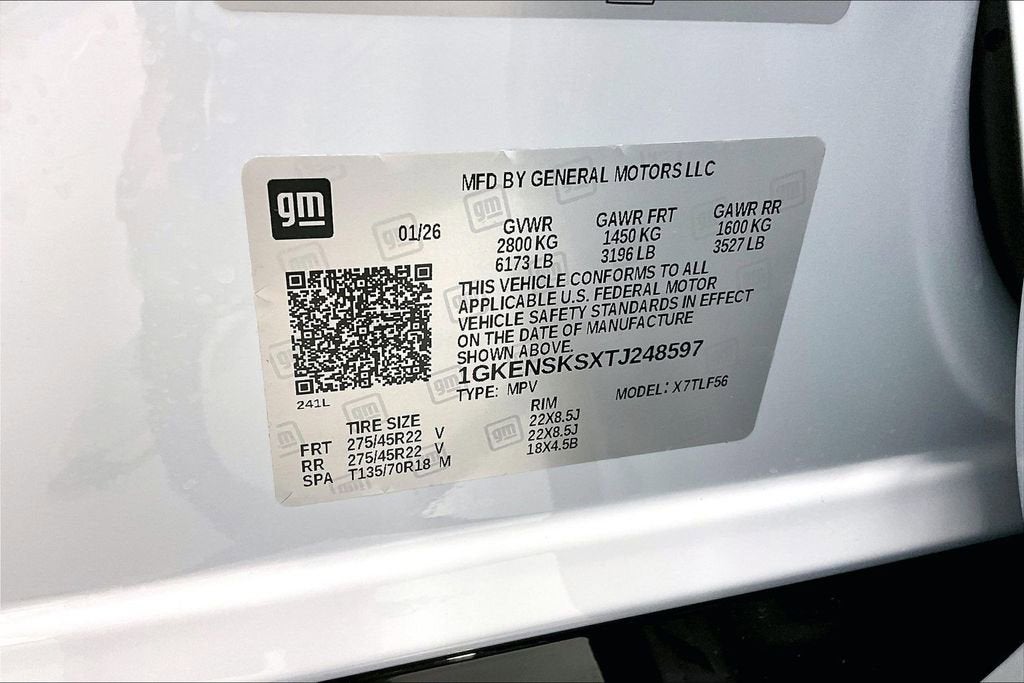 gm
MFD BY GENERAL MOTORS LLC
01/26
GVWR GAWR FRT GAWR RR
2800 KG 1450 KG 1600 KG
6173 LB 3196 LB 3527 LB
THIS VEHICLE CONFORMS TO ALL
APPLICABLE U.S. FEDERAL MOTOR
VEHICLE SAFETY STANDARDS IN EFFECT
ON THE DATE OF MANUFACTURE
SHOWN ABOVE.
1GKENSKSXTJ248597
TYPE: MPV MODEL: X7TLF56
241L
TIRE SIZE RIM
FRT 275/45R22 V 22X8.5J
RR 275/45R22 V 22X8.5J
SPA T135/70R18 M 18X4.5B